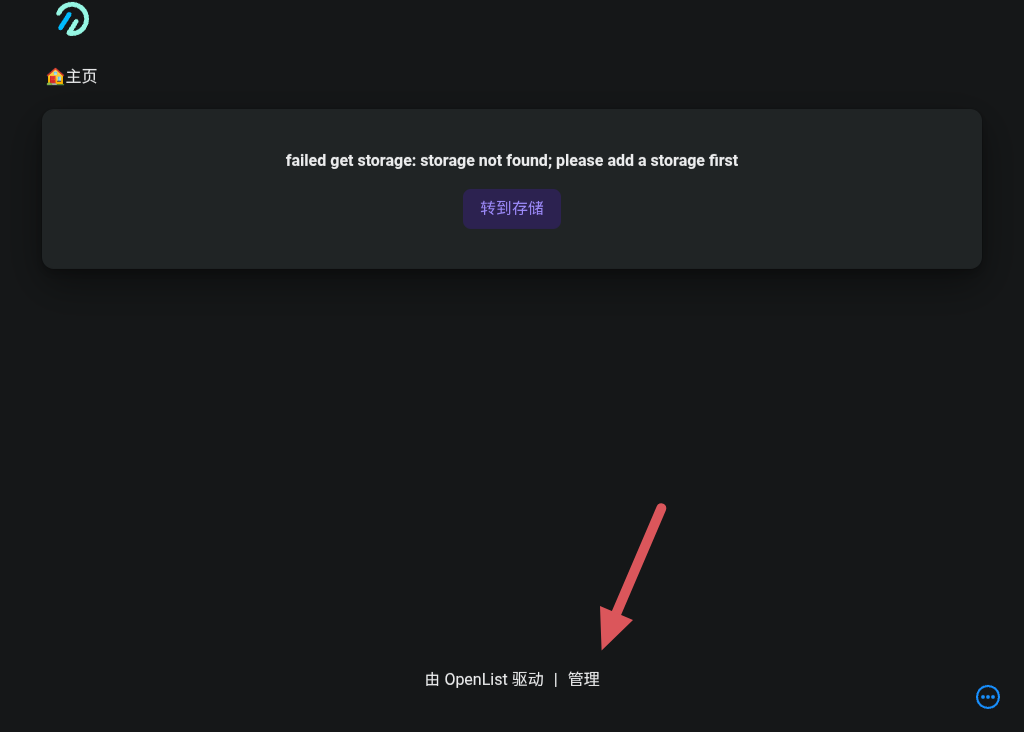 主页
failed get storage: storage not found; please add a storage first
转到存储
由 OpenList 驱动 | 管理